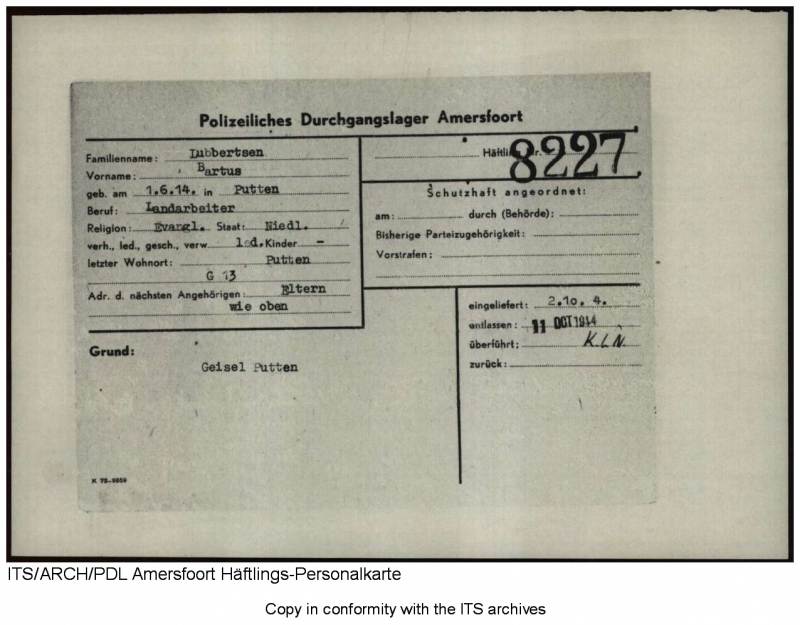 Polizeiliches Durchgangslager Amersfoort
Familienname: Lubbertsen
Vorname: Bartus
geb. am 1.6.14. in Putten
Beruf: Landarbeiter
Religion: Evangl. Staat: Niedl.
verh., led., gesch., verw led. Kinder -
letzter Wohnort: Putten
G 13
Adr. d. nächsten Angehörigen: Eltern
wie oben
Häftlings-Nr. 8227
Schutzhaft angeordnet:
am: durch (Behörde):
Bisherige Parteizugehörigkeit:
Vorstrafen:
eingeliefert: 2.10. 4.
entlassen: 11 OCT 1944
überführt: K.L.N.
zurück:
Grund:
Geisel Putten
K 72-9859
ITS/ARCH/PDL Amersfoort Häftlings-Personalkarte
Copy in conformity with the ITS archives